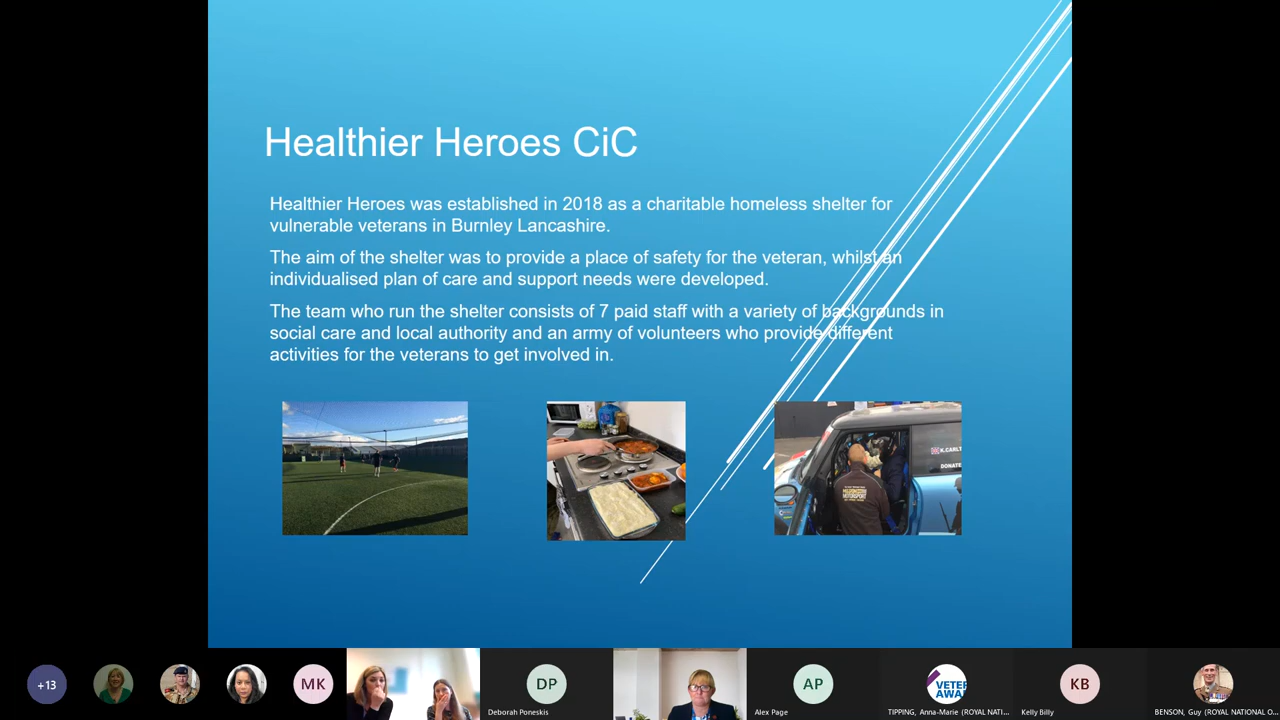 Healthier Heroes CiC
Healthier Heroes was established in 2018 as a charitable homeless shelter for
vulnerable veterans in Burnley Lancashire.
The aim of the shelter was to provide a place of safety for the veteran, whilst an
individualised plan of care and support needs were developed.
The team who run the shelter consists of 7 paid staff with a variety of backgrounds in
social care and local authority and an army of volunteers who provide different
activities for the veterans to get involved in.
K.CARL
DONATE
MOTORSPORT
+13
MK
DP
Deborah Poneskis
AP
Alex Page
VETER
AWA
TIPPING, Anna-Marie (ROYAL NATI...
KB
Kelly Billy
BENSON, Guy (ROYAL NATIONAL O...